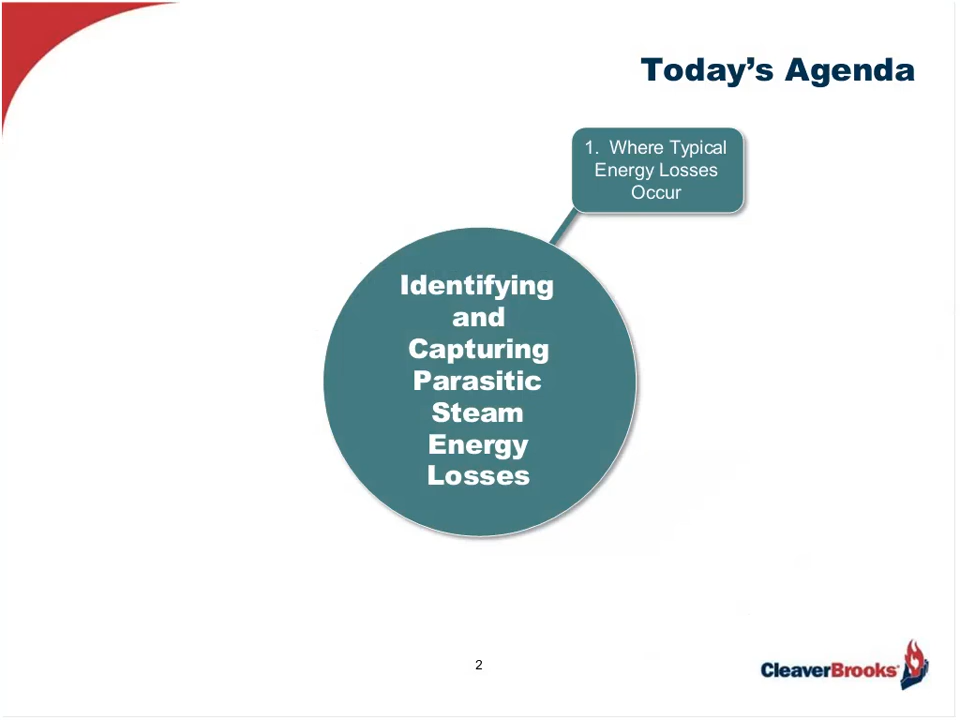 Today’s Agenda
1. Where Typical
Energy Losses
Occur
Identifying
and
Capturing
Parasitic
Steam
Energy
Losses
2
CleaverBrooks